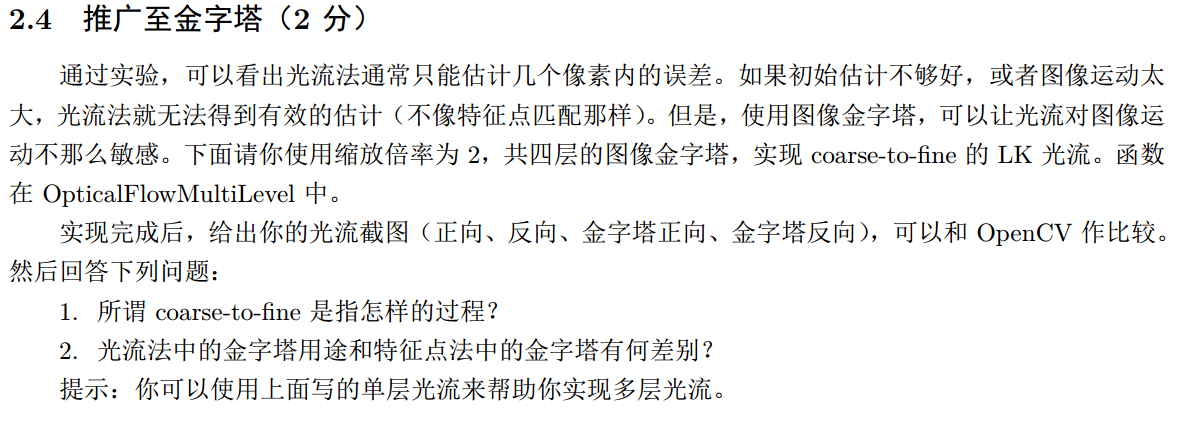 2.4 推广至金字塔（2 分）
通过实验，可以看出光流法通常只能估计几个像素内的误差。如果初始估计不够好，或者图像运动太
大，光流法就无法得到有效的估计（不像特征点匹配那样）。但是，使用图像金字塔，可以让光流对图像运
动不那么敏感。下面请你使用缩放倍率为 2，共四层的图像金字塔，实现 coarse-to-fine 的 LK 光流。函数
在 OpticalFlowMultiLevel 中。
实现完成后，给出你的光流截图（正向、反向、金字塔正向、金字塔反向），可以和 OpenCV 作比较。
然后回答下列问题：
1. 所谓 coarse-to-fine 是指怎样的过程？
2. 光流法中的金字塔用途和特征点法中的金字塔有何差别？
提示：你可以使用上面写的单层光流来帮助你实现多层光流。